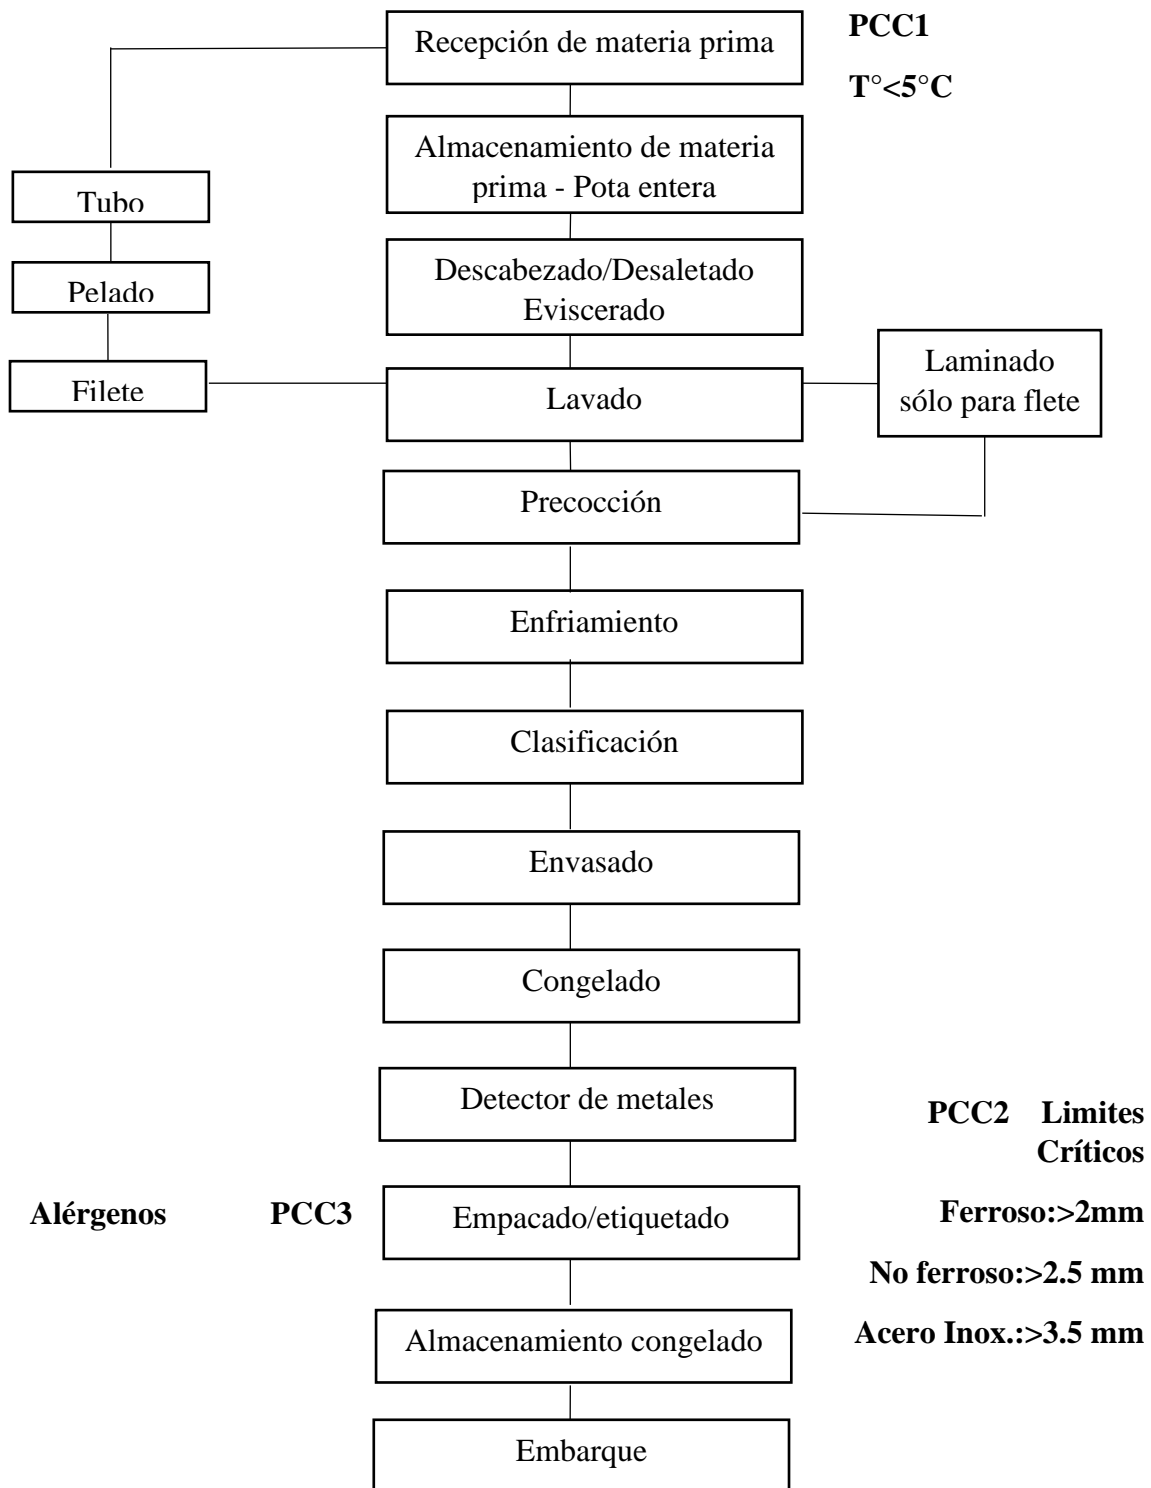 Recepción de materia prima
PCC1
T°<5°C
Almacenamiento de materia
prima - Pota entera
Tubo
Descabezado/Desaletado
Eviscerado
Pelado
Laminado
sólo para flete
Filete
Lavado
Precocción
Enfriamiento
Clasificación
Envasado
Congelado
Detector de metales
PCC2 Limites
Críticos
Alérgenos PCC3
Empacado/etiquetado
Ferroso:>2mm
No ferroso:>2.5 mm
Acero Inox.:>3.5 mm
Almacenamiento congelado
Embarque